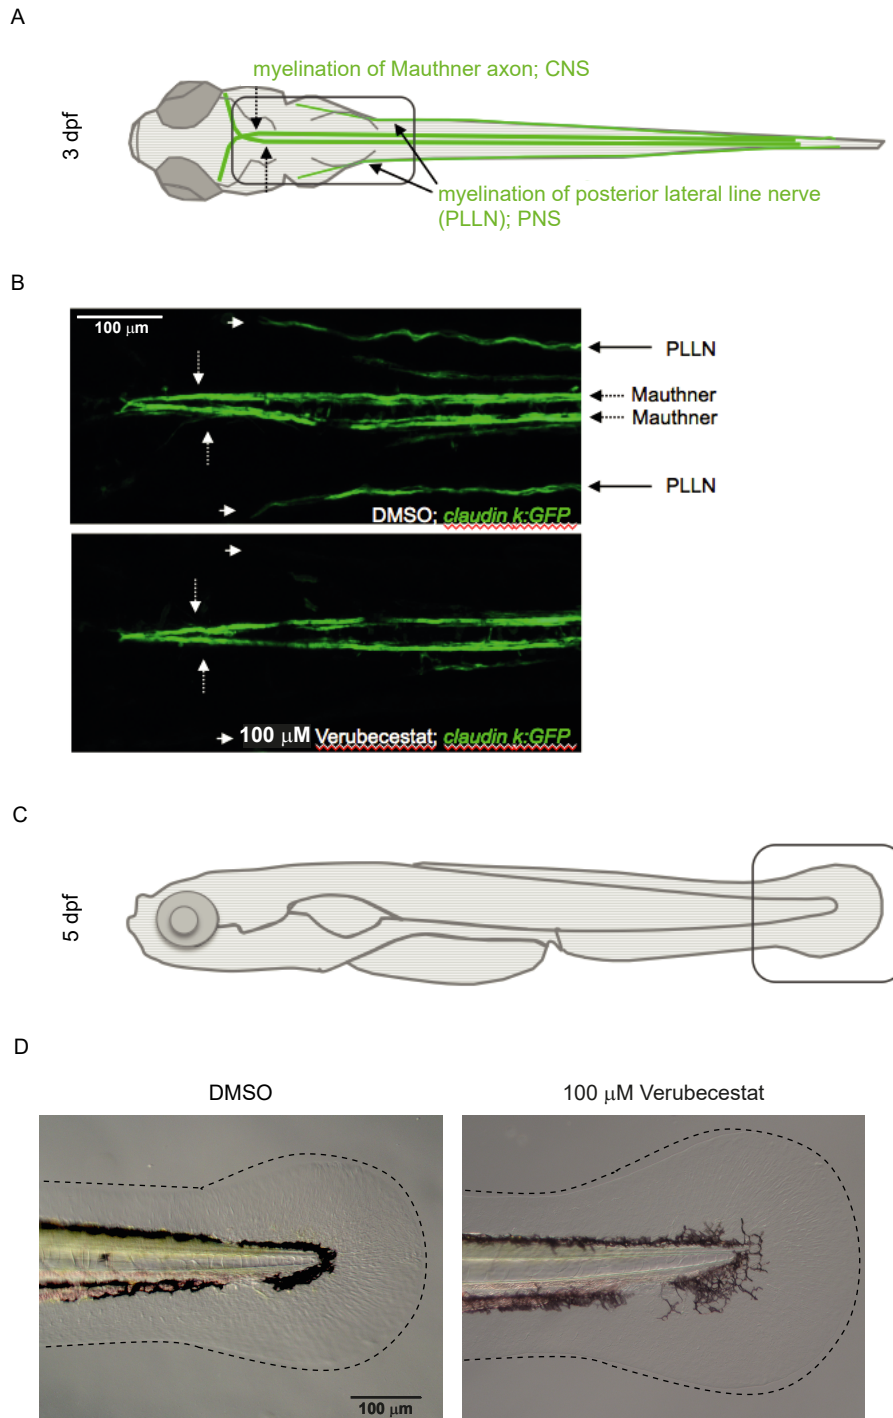 A
myelination of Mauthner axon; CNS
3 dpf
myelination of posterior lateral line nerve
(PLLN); PNS
B
100 μm
PLLN
Mauthner
Mauthner
PLLN
DMSO; claudin k:GFP
100 μM Verubecestat; claudin k:GFP
C
5 dpf
D
DMSO
100 μM Verubecestat
100 μm